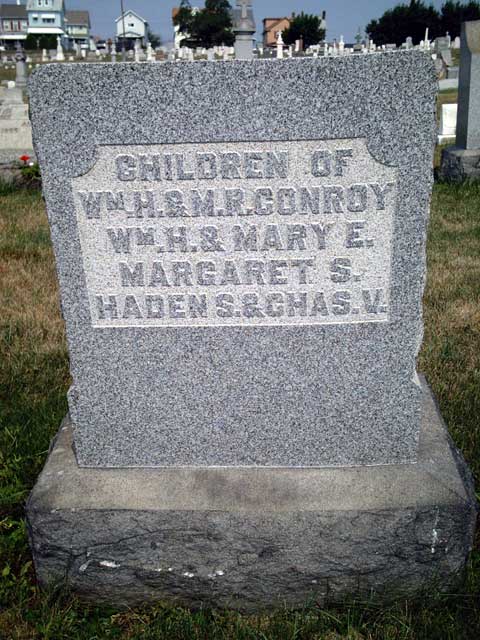 CHILDREN OF
WM. H. & M. R. CONROY
WM. H. & MARY E.
MARGARET S.
HADEN S. & CHAS. V.